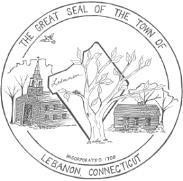 THE GREAT SEAL OF THE TOWN OF
Lebanon
INCORPORATED 1700
LEBANON, CONNECTICUT